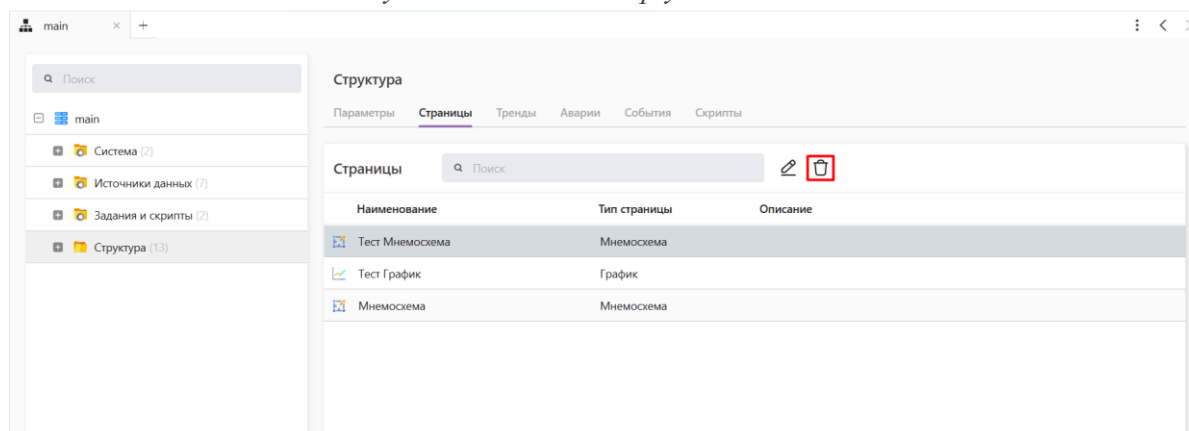 main
Поиск
main
Система (2)
Источники данных (7)
Задания и скрипты (2)
Структура (13)
Структура
Параметры Страницы Тренды Аварии События Скрипты
Страницы Поиск
Наименование Тип страницы Описание
Тест Мнемосхема Мнемосхема
Тест График График
Мнемосхема Мнемосхема